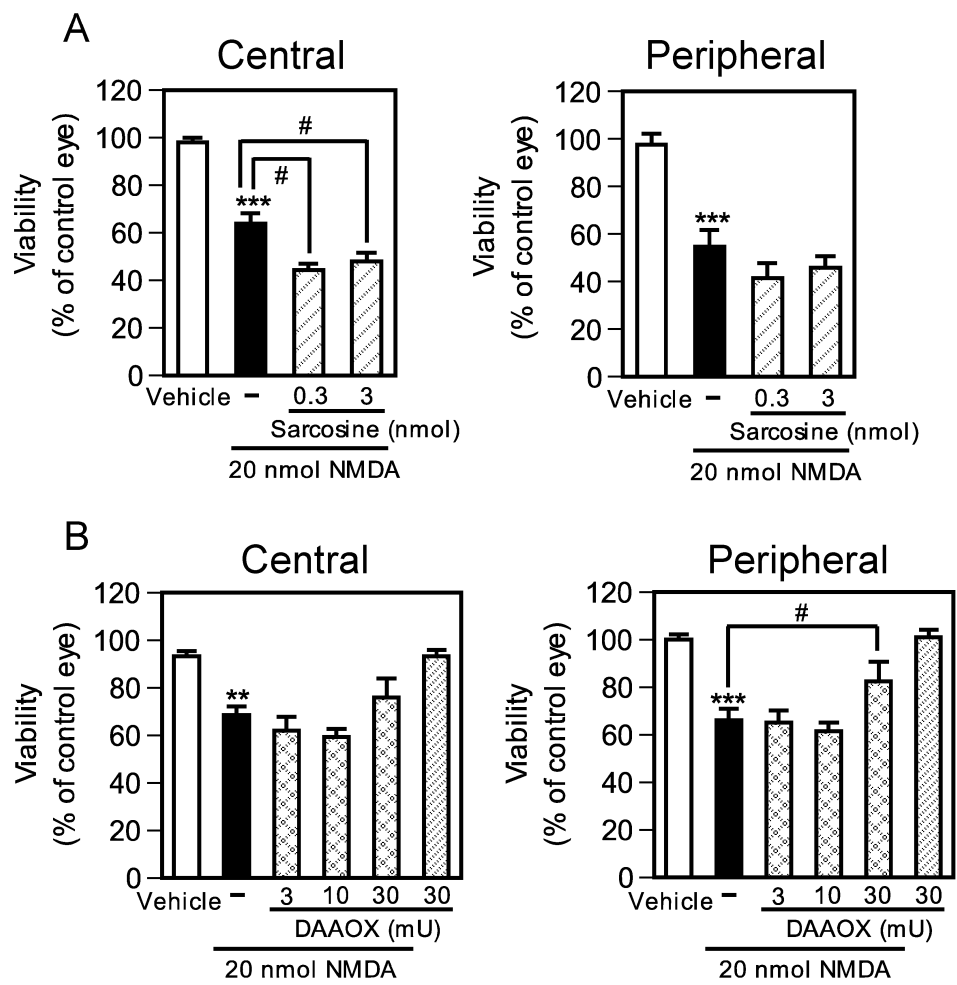 A
Central
Peripheral
Viability
(% of control eye)
120
100
80
60
40
20
0
#
#
***
Vehicle – 0.3 3
Sarcosine (nmol)
20 nmol NMDA
Viability
(% of control eye)
120
100
80
60
40
20
0
***
Vehicle – 0.3 3
Sarcosine (nmol)
20 nmol NMDA
B
Central
Peripheral
Viability
(% of control eye)
120
100
80
60
40
20
0
**
Vehicle – 3 10 30 30
DAAOX (mU)
20 nmol NMDA
Viability
(% of control eye)
120
100
80
60
40
20
0
#
***
Vehicle – 3 10 30 30
DAAOX (mU)
20 nmol NMDA